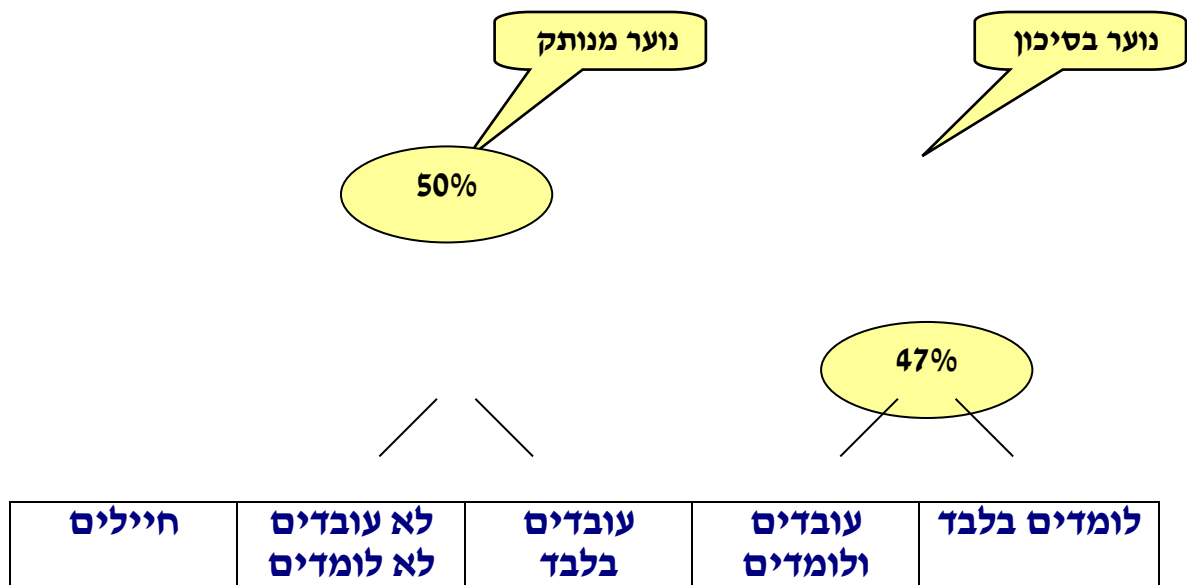 נוער בסיכון
נוער מנותק
50%
47%
לומדים בלבד
עובדים
ולומדים
עובדים
בלבד
לא עובדים
לא לומדים
חיילים